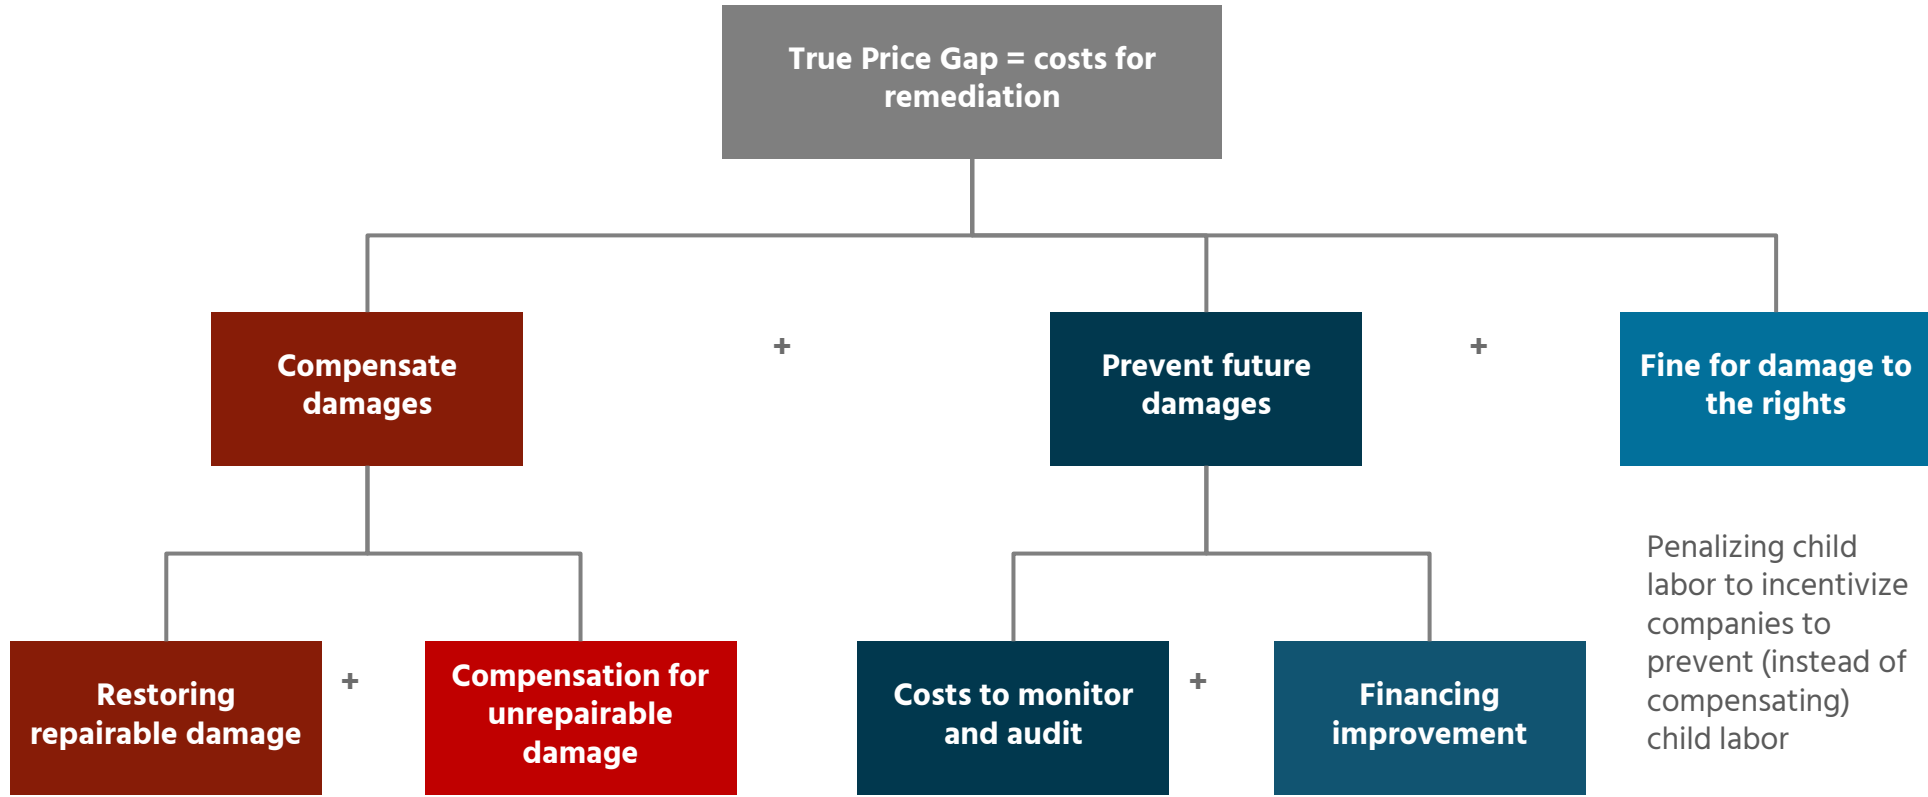 True Price Gap = costs for
remediation
Compensate
damages
+
Prevent future
damages
+
Fine for damage to
the rights
Restoring
repairable damage
+
Compensation for
unrepairable
damage
Costs to monitor
and audit
+
Financing
improvement
Penalizing child
labor to incentivize
companies to
prevent (instead of
compensating)
child labor